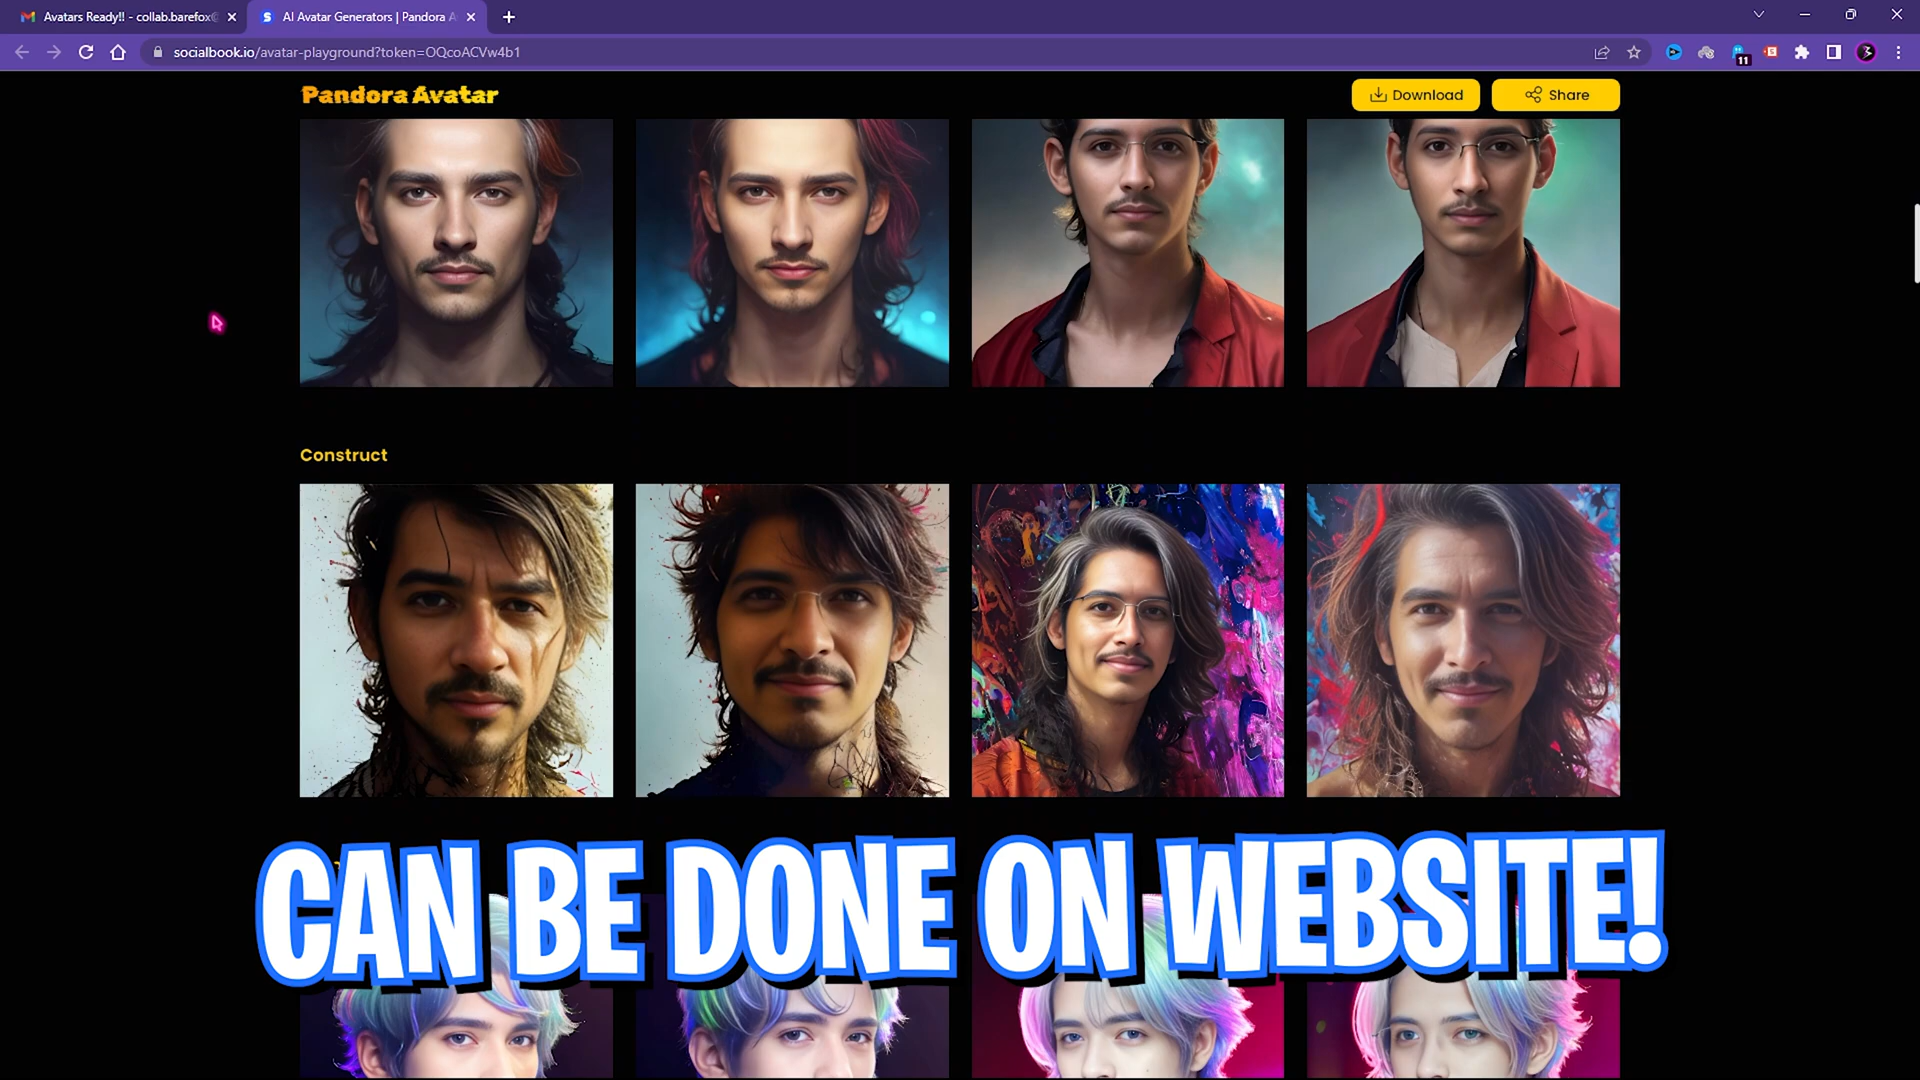 Avatars Ready!! - collab.barefox@
AI Avatar Generators | Pandora A
socialbook.io/avatar-playground?token=OQcoACVw4b1
11
Pandora Avatar
Download
Share
Construct
CAN BE DONE ON WEBSITE!